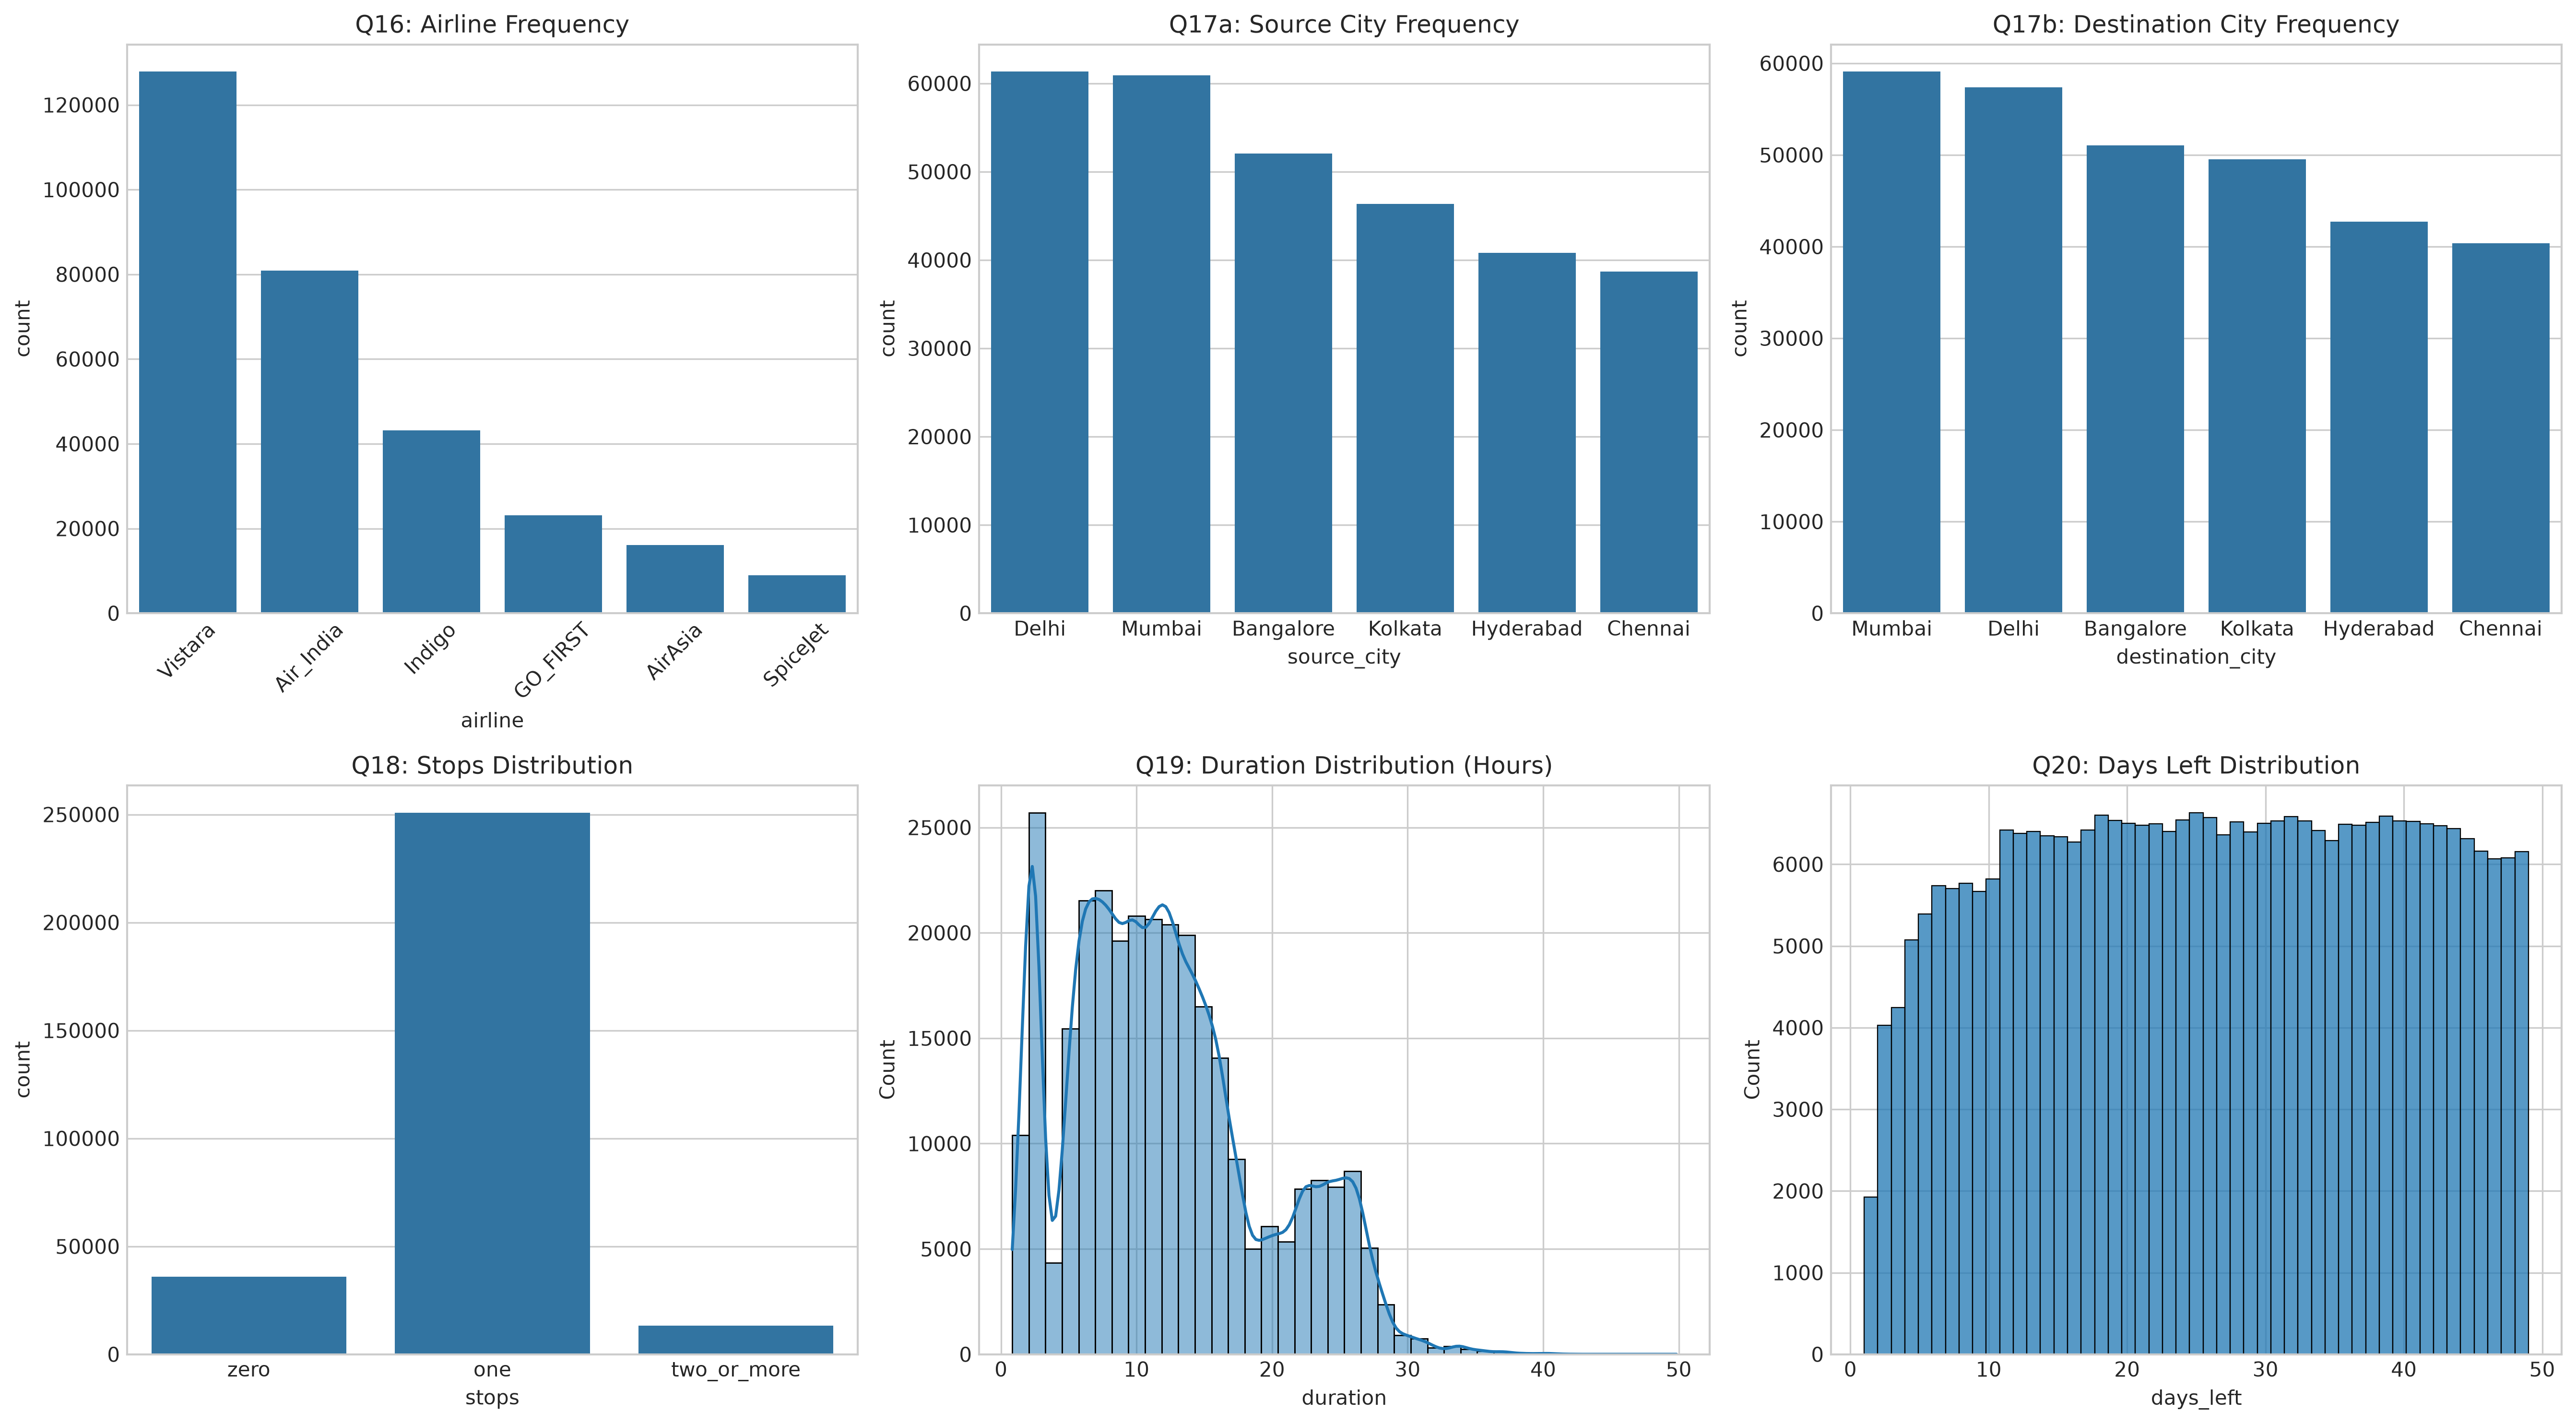 Q16: Airline Frequency
count
120000
100000
80000
60000
40000
20000
0
Vistara
Air_India
Indigo
GO_FIRST
AirAsia
SpiceJet
airline
Q17a: Source City Frequency
count
60000
50000
40000
30000
20000
10000
0
Delhi Mumbai Bangalore Kolkata Hyderabad Chennai
source_city
Q17b: Destination City Frequency
count
60000
50000
40000
30000
20000
10000
0
Mumbai Delhi Bangalore Kolkata Hyderabad Chennai
destination_city
Q18: Stops Distribution
count
250000
200000
150000
100000
50000
0
zero one two_or_more
stops
Q19: Duration Distribution (Hours)
Count
25000
20000
15000
10000
5000
0
0 10 20 30 40 50
duration
Q20: Days Left Distribution
Count
6000
5000
4000
3000
2000
1000
0
0 10 20 30 40 50
days_left